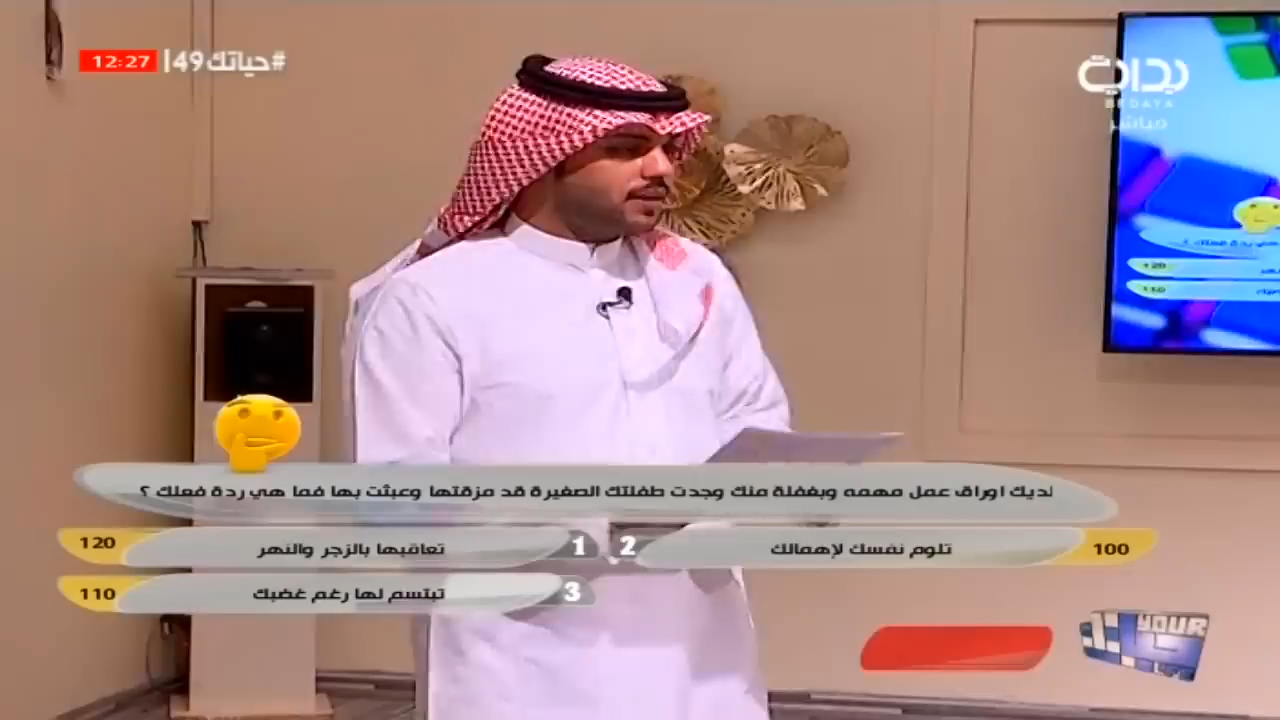 #حياتك49|
12:27
بداية
BEDAYA
مباشر
لديك اوراق عمل مهمه وبغفلة منك وجدت طفلتك الصغيرة قد مزقتها وعبثت بها فما هي ردة فعلك ؟
100 تلوم نفسك لإهمالك 2
1 تعاقبها بالزجر والنهر 120
3 تبتسم لها رغم غضبك 110
YOUR